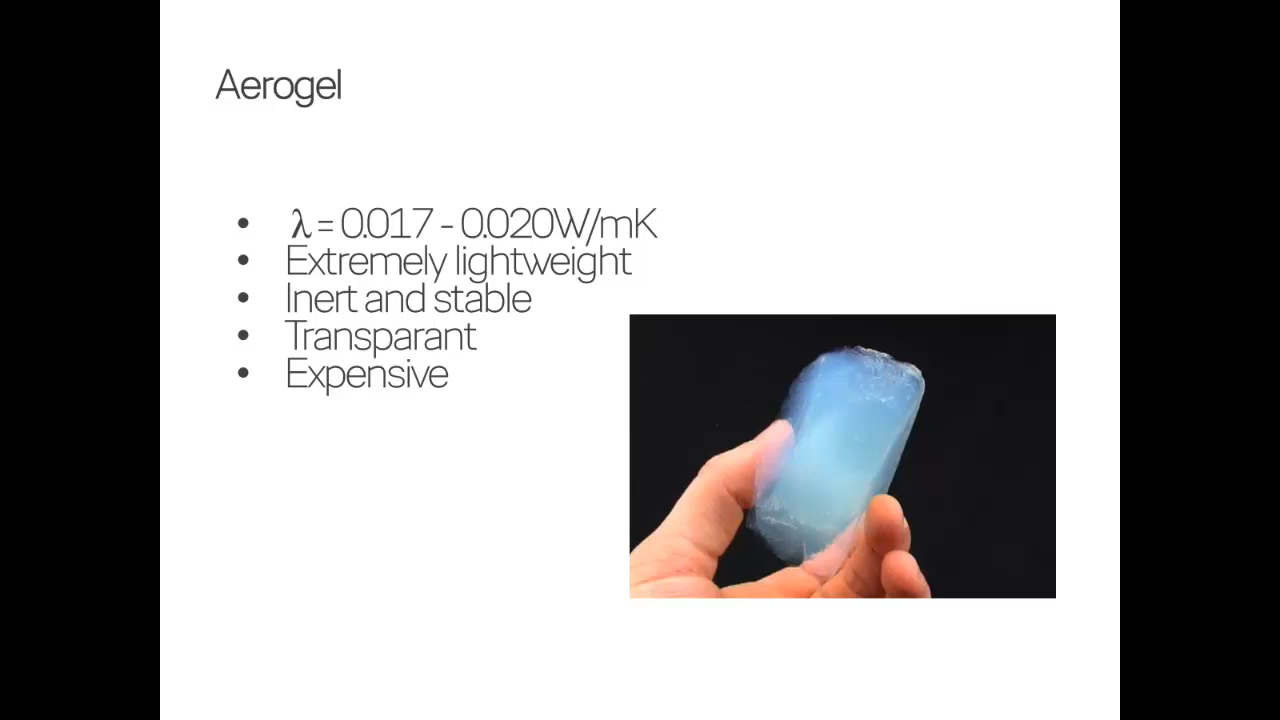 Aerogel
• λ = 0.017 - 0.020W/mK
• Extremely lightweight
• Inert and stable
• Transparant
• Expensive